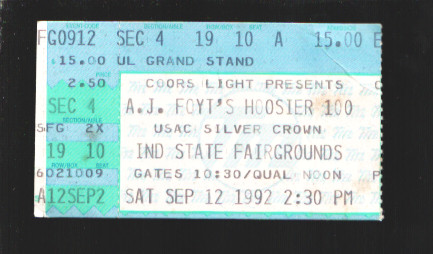 FG0912 SEC 4 19 10 A 15.00 E
15.00 UL GRAND STAND
2.50 COORS LIGHT PRESENTS
SEC 4 A.J. FOYT'S HOOSIER 100
SFG 2X USAC SILVER CROWN
19 10 IND STATE FAIRGROUNDS
6021009 GATES 10:30/QUAL NOON
A12SEP2 SAT SEP 12 1992 2:30 PM